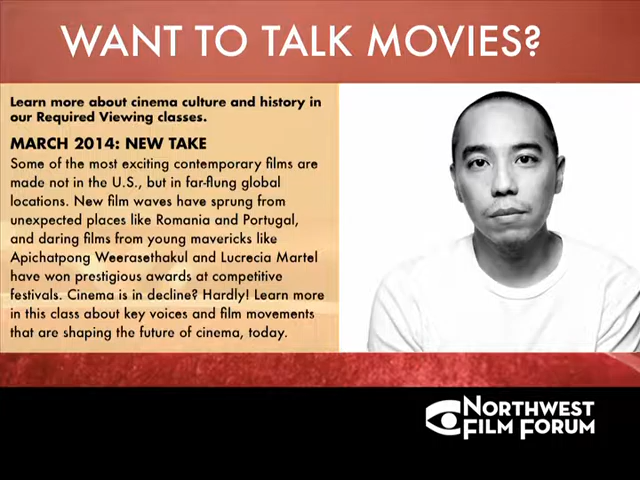 WANT TO TALK MOVIES?
Learn more about cinema culture and history in
our Required Viewing classes.
MARCH 2014: NEW TAKE
Some of the most exciting contemporary films are
made not in the U.S., but in far-flung global
locations. New film waves have sprung from
unexpected places like Romania and Portugal,
and daring films from young mavericks like
Apichatpong Weerasethakul and Lucrecia Martel
have won prestigious awards at competitive
festivals. Cinema is in decline? Hardly! Learn more
in this class about key voices and film movements
that are shaping the future of cinema, today.
NORTHWEST
FILM FORUM